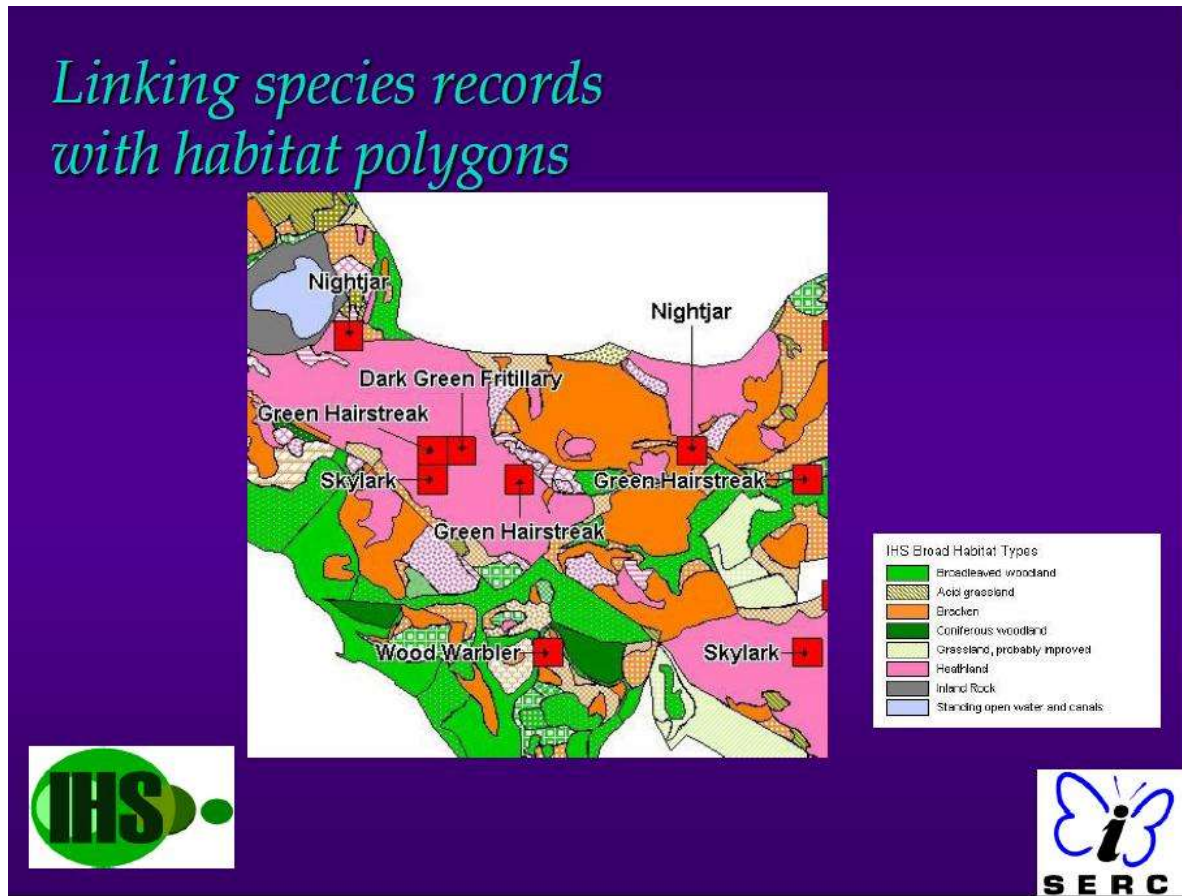 Linking species records
with habitat polygons
Nightjar
Nightjar
Dark Green Fritillary
Green Hairstreak
Skylark
Green Hairstreak
Green Hairstreak
Wood Warbler
Skylark
IHS Broad Habitat Types
Broadleaved woodland
Acid grassland
Bracken
Coniferous woodland
Grassland, probably improved
Heathland
Inland Rock
Standing open water and canals
IHS
i
SERC